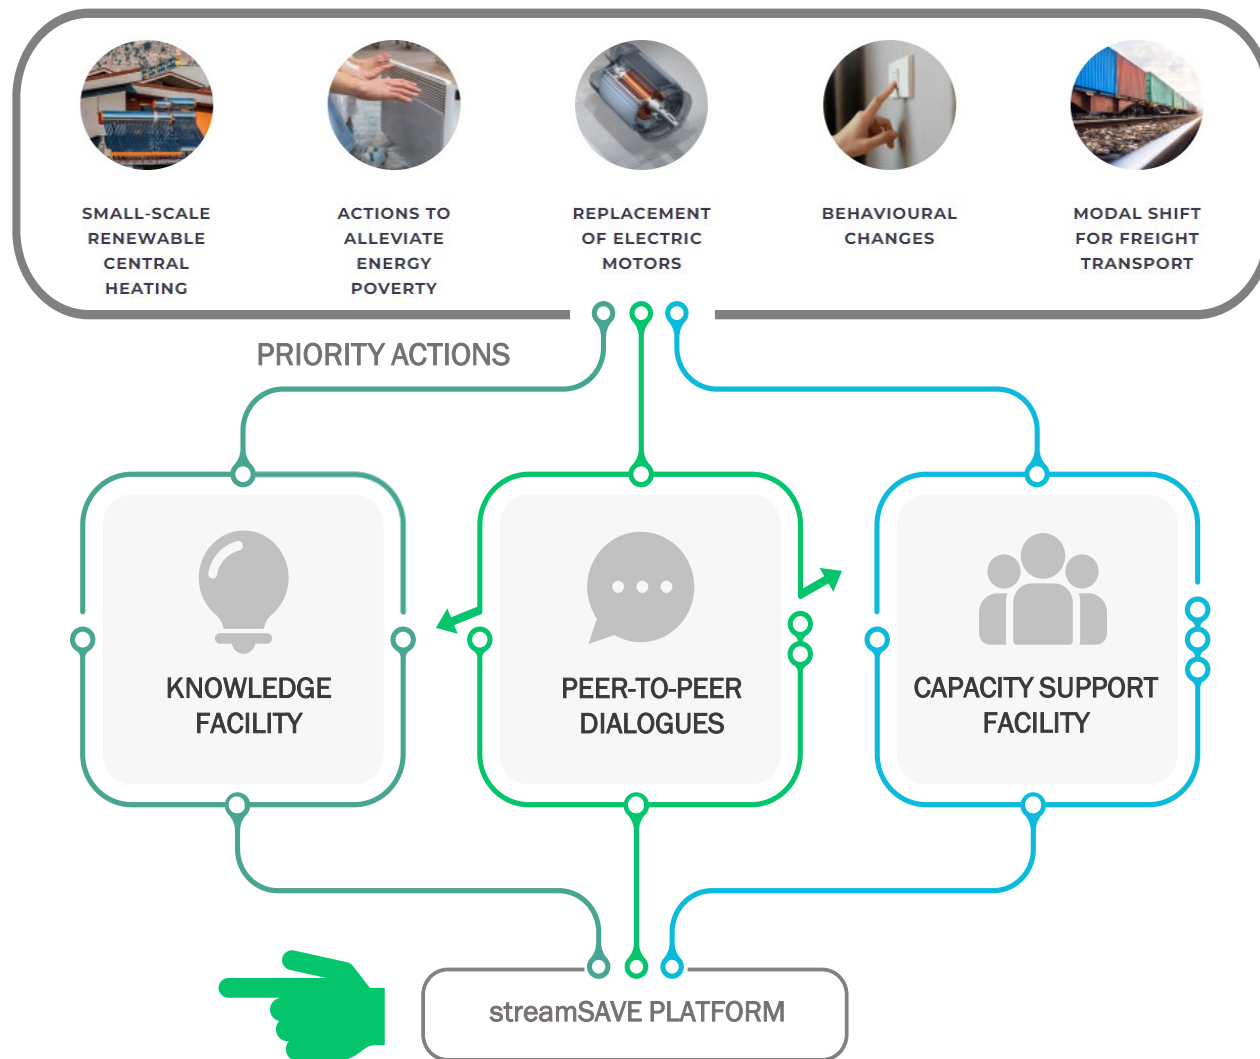 SMALL-SCALE
RENEWABLE
CENTRAL
HEATING
ACTIONS TO
ALLEVIATE
ENERGY
POVERTY
REPLACEMENT
OF ELECTRIC
MOTORS
BEHAVIOURAL
CHANGES
MODAL SHIFT
FOR FREIGHT
TRANSPORT
PRIORITY ACTIONS
KNOWLEDGE
FACILITY
PEER-TO-PEER
DIALOGUES
CAPACITY SUPPORT
FACILITY
streamSAVE PLATFORM